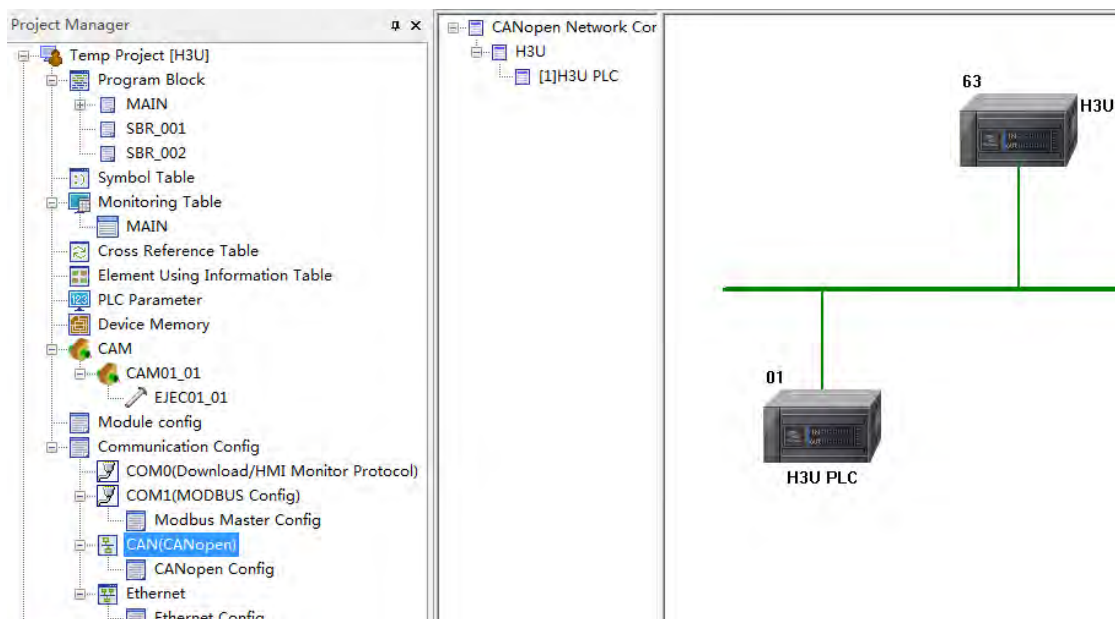 Project Manager
Temp Project [H3U]
Program Block
MAIN
SBR_001
SBR_002
Symbol Table
Monitoring Table
MAIN
Cross Reference Table
Element Using Information Table
PLC Parameter
Device Memory
CAM
CAM01_01
EJEC01_01
Module config
Communication Config
COM0(Download/HMI Monitor Protocol)
COM1(MODBUS Config)
Modbus Master Config
CAN(CANopen)
CANopen Config
Ethernet
Ethernet Config
CANopen Network Cor
H3U
[1]H3U PLC
63
H3U
01
H3U PLC